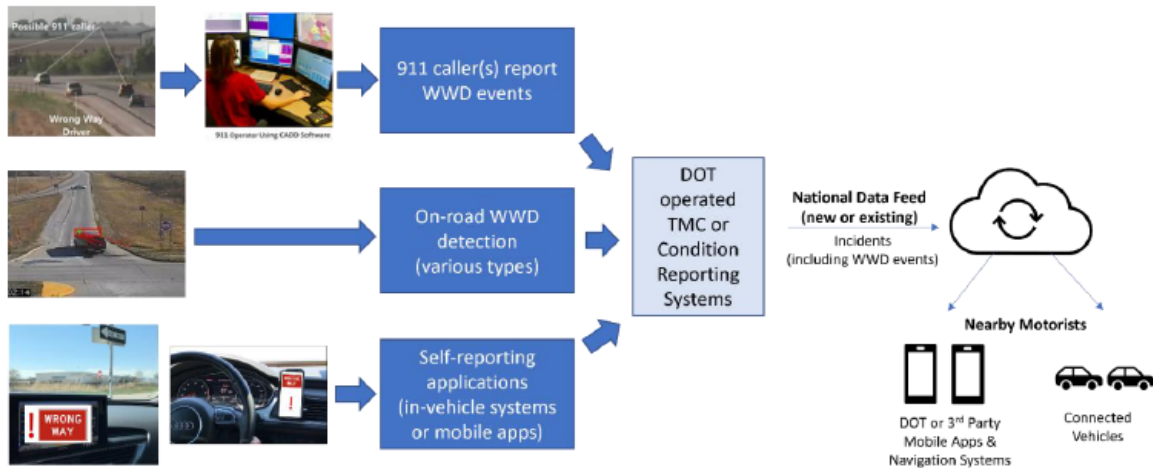 Possible 911 caller
Wrong Way
Driver
911 Operator Using CADD Software
911 caller(s) report
WWD events
On-road WWD
detection
(various types)
WRONG
WAY
WRONG
WAY
Self-reporting
applications
(in-vehicle systems
or mobile apps)
DOT
operated
TMC or
Condition
Reporting
Systems
National Data Feed
(new or existing)
Incidents
(including WWD events)
Nearby Motorists
DOT or 3rd Party
Mobile Apps &
Navigation Systems
Connected
Vehicles